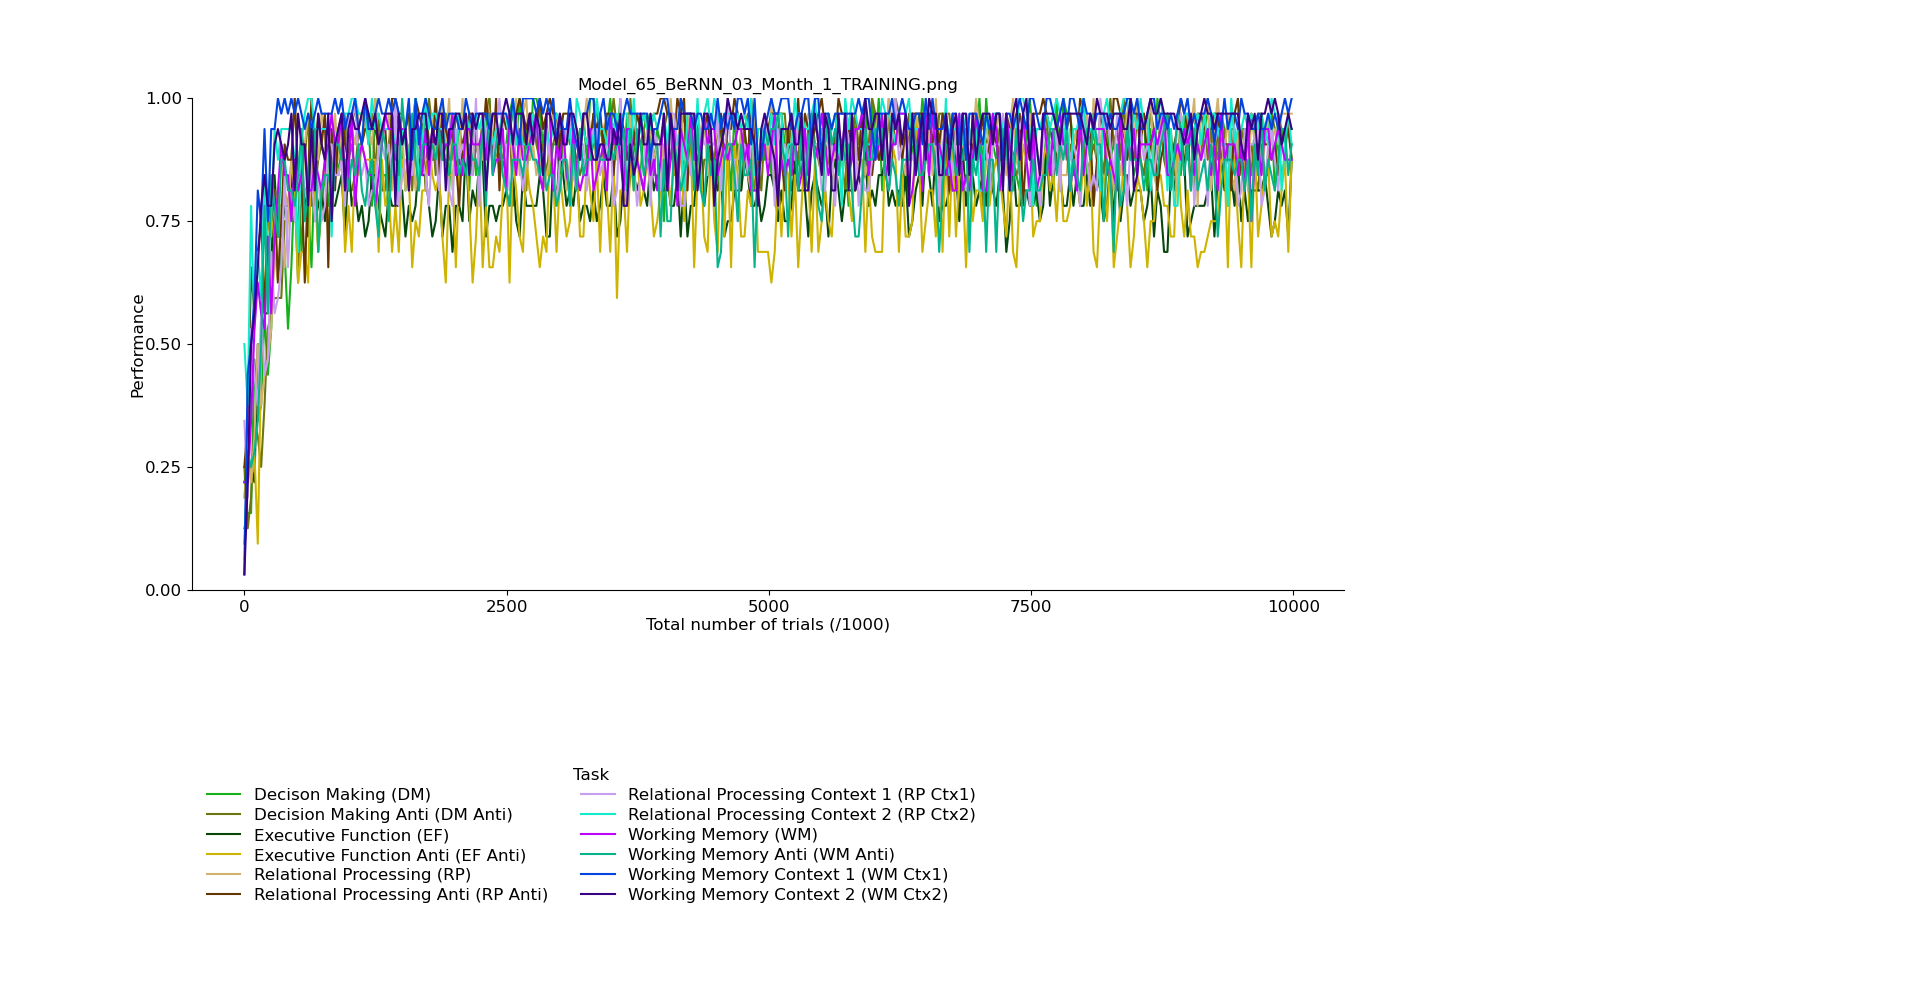 Model_65_BeRNN_03_Month_1_TRAINING.png
1.00
0.75
0.50
0.25
0.00
Performance
0 2500 5000 7500 10000
Total number of trials (/1000)
Task
Decison Making (DM)
Decision Making Anti (DM Anti)
Executive Function (EF)
Executive Function Anti (EF Anti)
Relational Processing (RP)
Relational Processing Anti (RP Anti)
Relational Processing Context 1 (RP Ctx1)
Relational Processing Context 2 (RP Ctx2)
Working Memory (WM)
Working Memory Anti (WM Anti)
Working Memory Context 1 (WM Ctx1)
Working Memory Context 2 (WM Ctx2)